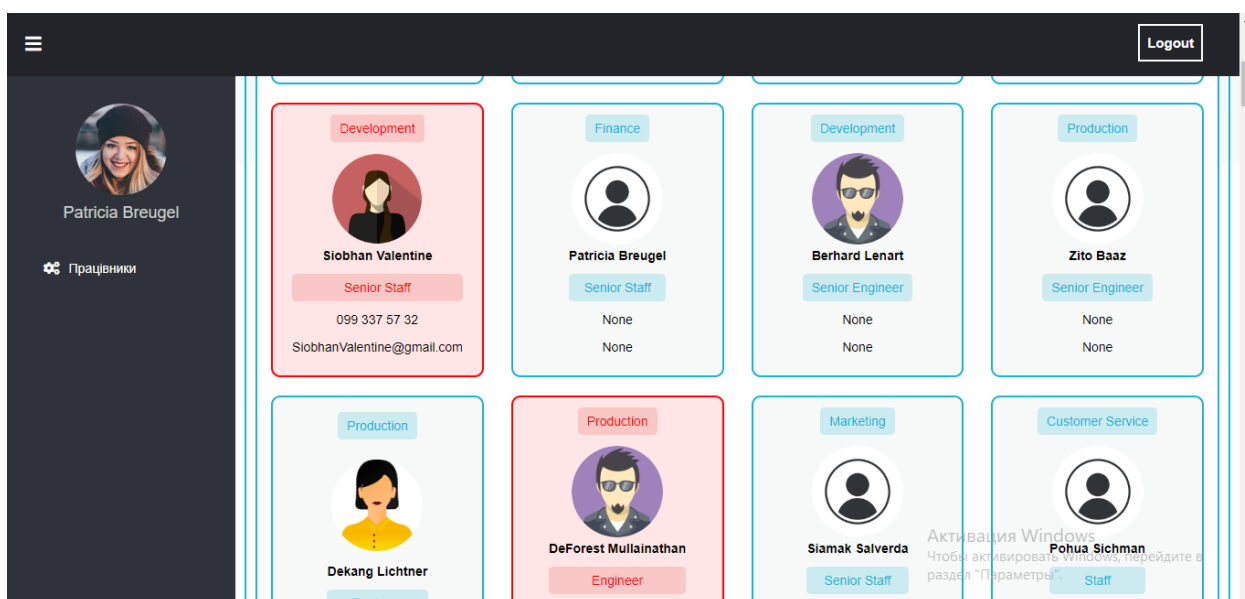 Logout
Patricia Breugel
Працівники
Development
Siobhan Valentine
Senior Staff
099 337 57 32
SiobhanValentine@gmail.com
Finance
Patricia Breugel
Senior Staff
None
None
Development
Berhard Lenart
Senior Engineer
None
None
Production
Zito Baaz
Senior Engineer
None
None
Production
Dekang Lichtner
Production
DeForest Mullainathan
Engineer
Marketing
Siamak Salverda
Senior Staff
Customer Service
Pohua Sichman
Staff
Активация Windows
Чтобы активировать Windows, перейдите в
раздел "Параметры".